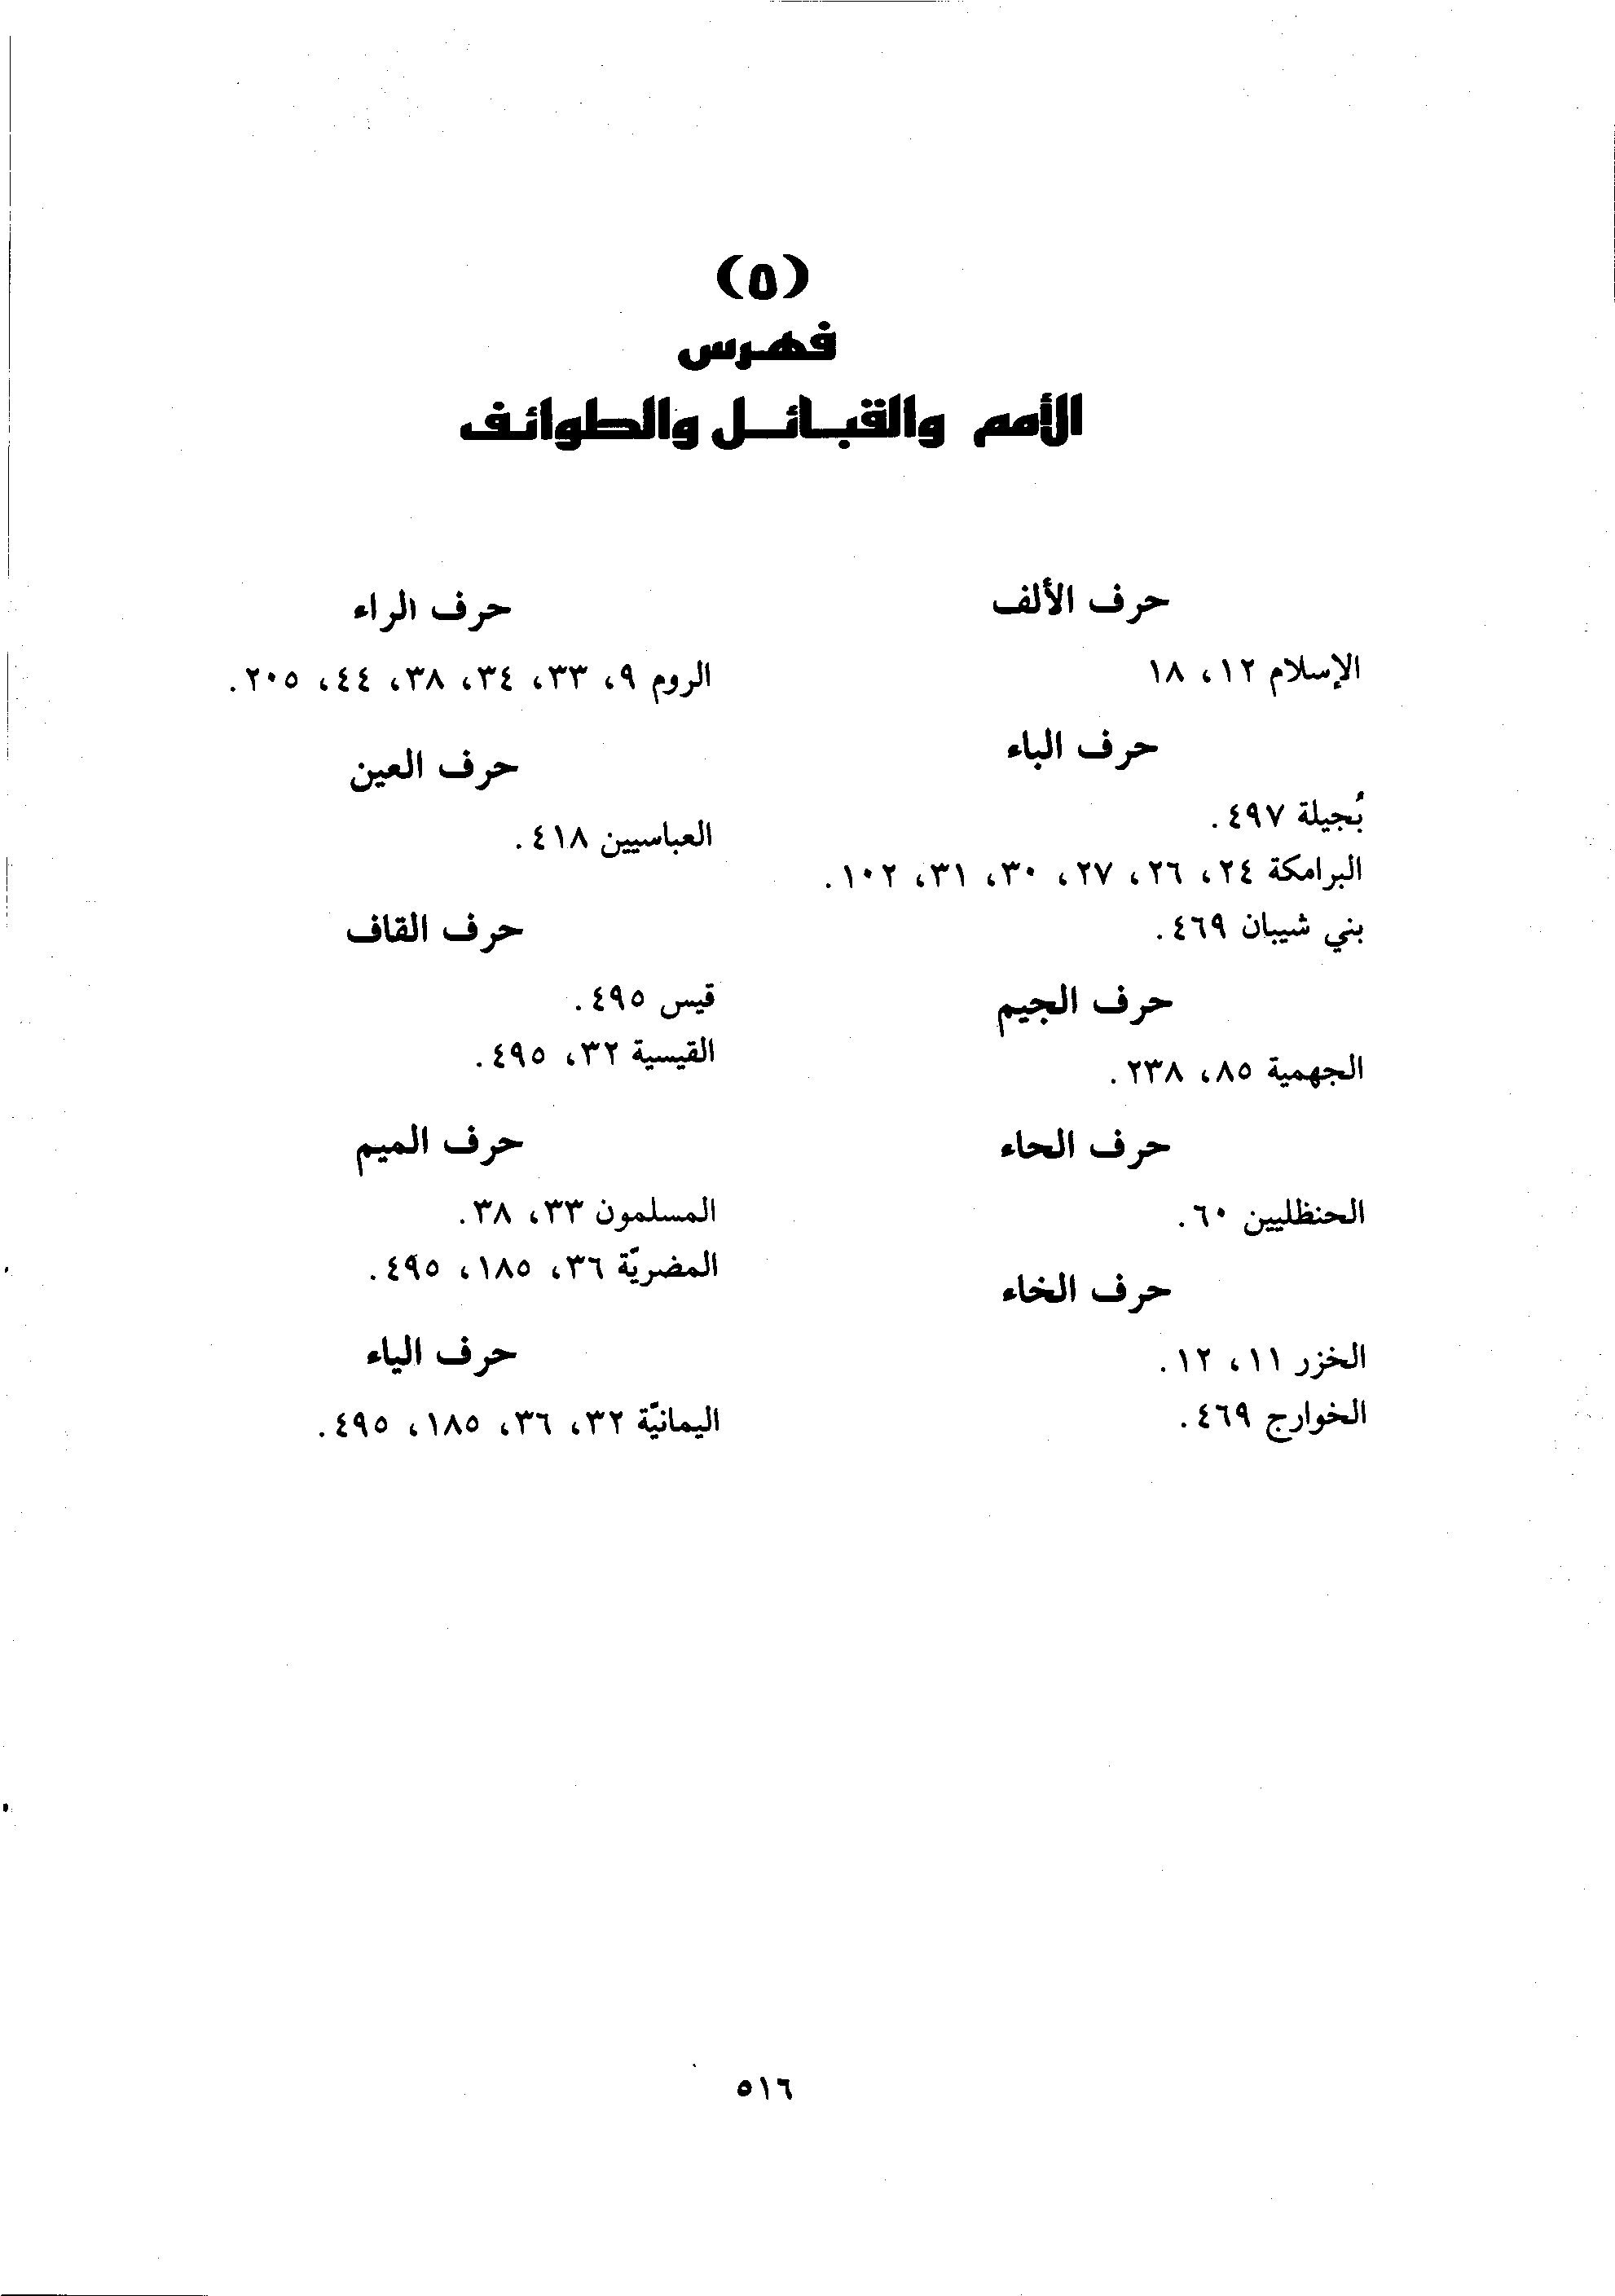 (٥)
فهرس
الأمم والقبائل والطوائف
حرف الألف
الإسلام ١٢، ١٨
حرف الباء
بُجيلة ٤٩٧.
البرامكة ٢٤، ٢٦، ٢٧، ٣٠، ٣١، ١٠٢.
بني شيبان ٤٦٩.
حرف الجيم
الجهمية ٨٥، ٢٣٨.
حرف الحاء
الحنظليين ٦٠.
حرف الخاء
الخزر ١١، ١٢.
الخوارج ٤٦٩.
حرف الراء
الروم ٩، ٣٣، ٣٤، ٣٨، ٤٤، ٢٠٥.
حرف العين
العباسيين ٤١٨.
حرف القاف
قيس ٤٩٥.
القيسية ٣٢، ٤٩٥.
حرف الميم
المسلمون ٣٣، ٣٨.
المضريّة ٣٦، ١٨٥، ٤٩٥.
حرف الياء
اليمانيّة ٣٢، ٣٦، ١٨٥، ٤٩٥.
٥١٦